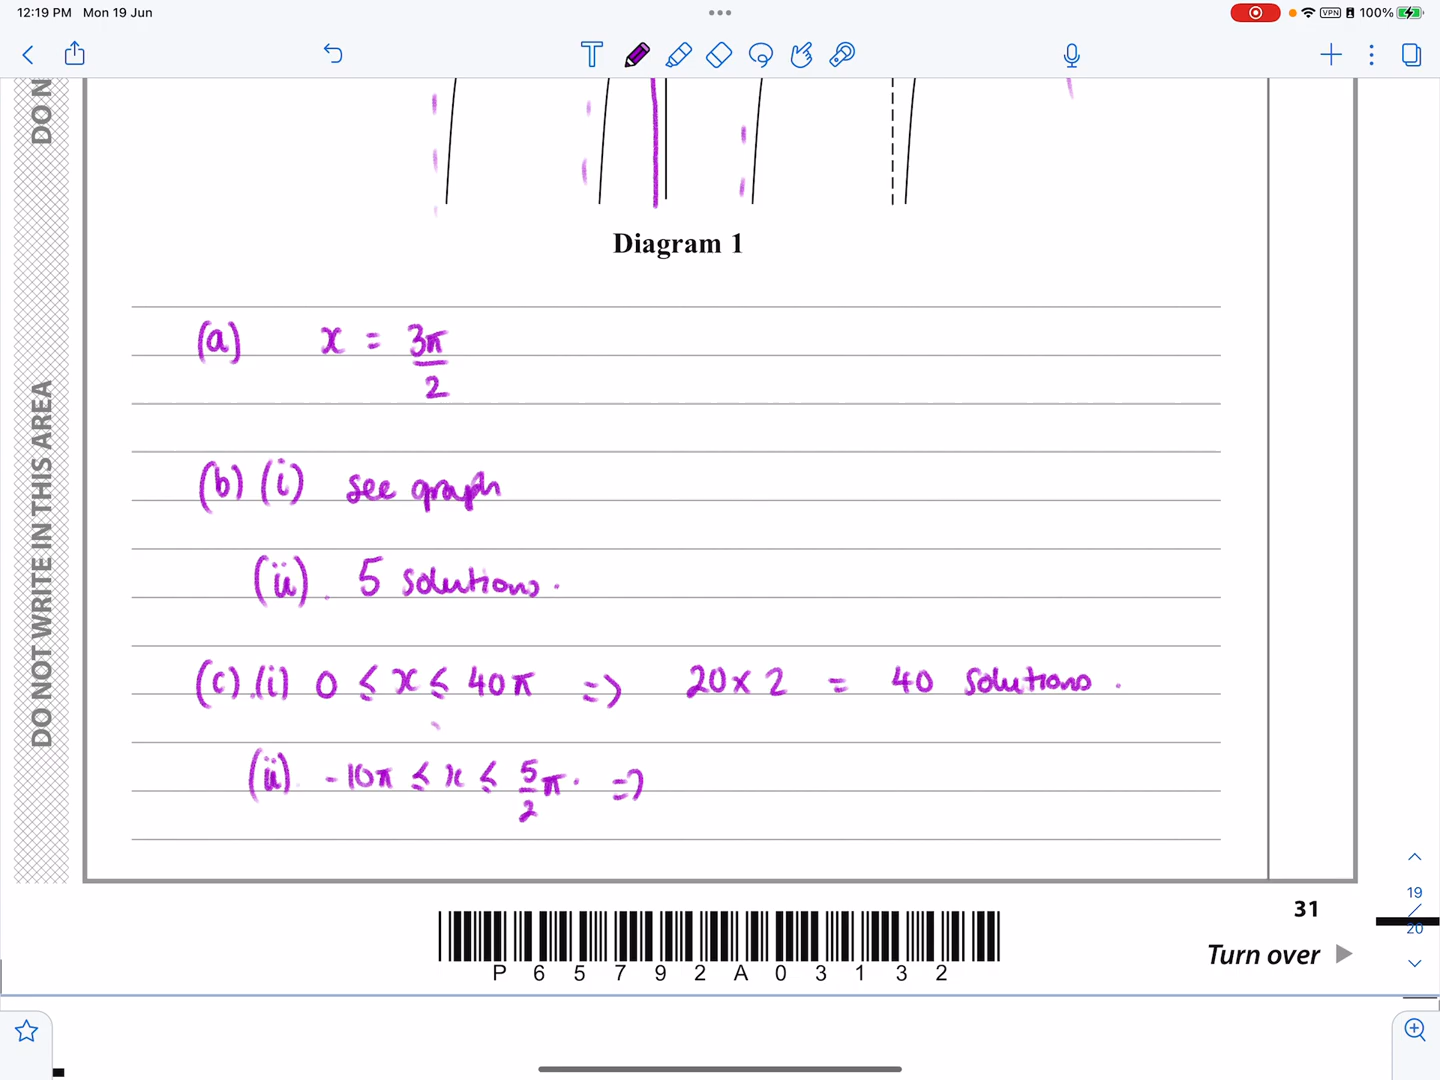 12:19 PM Mon 19 Jun
VPN 100%
DO N
Diagram 1
(a) x = 3π/2
(b) (i) see graph
(ii). 5 solutions.
(c).(i) 0 ≤ x ≤ 40π => 20 x 2 = 40 solutions.
(ii). -10π ≤ x ≤ 5/2 π. =>
DO NOT WRITE IN THIS AREA
31
19
20
P 6 5 7 9 2 A 0 3 1 3 2
Turn over